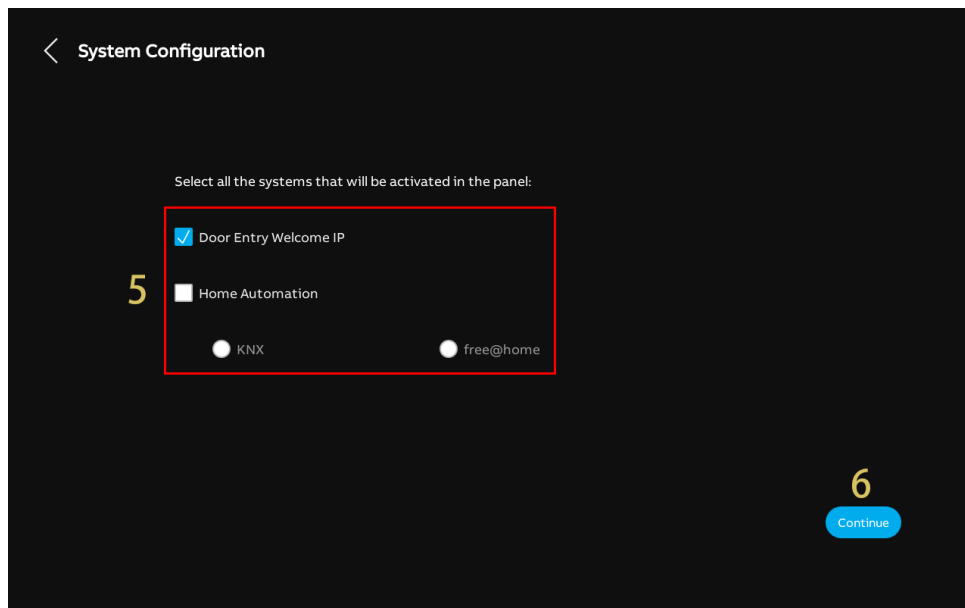 System Configuration
Select all the systems that will be activated in the panel:
Door Entry Welcome IP
5
Home Automation
KNX free@home
6
Continue